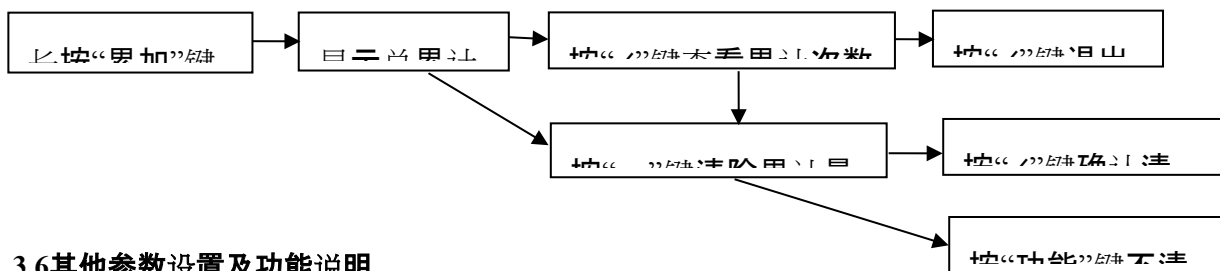 长按“累加”键
显示总累计
按“✓”键查看累计次数
按“✓”键退出
按“ ”键清除累计量
按“✓”键确认清
按“功能”键不清
3.6其他参数设置及功能说明